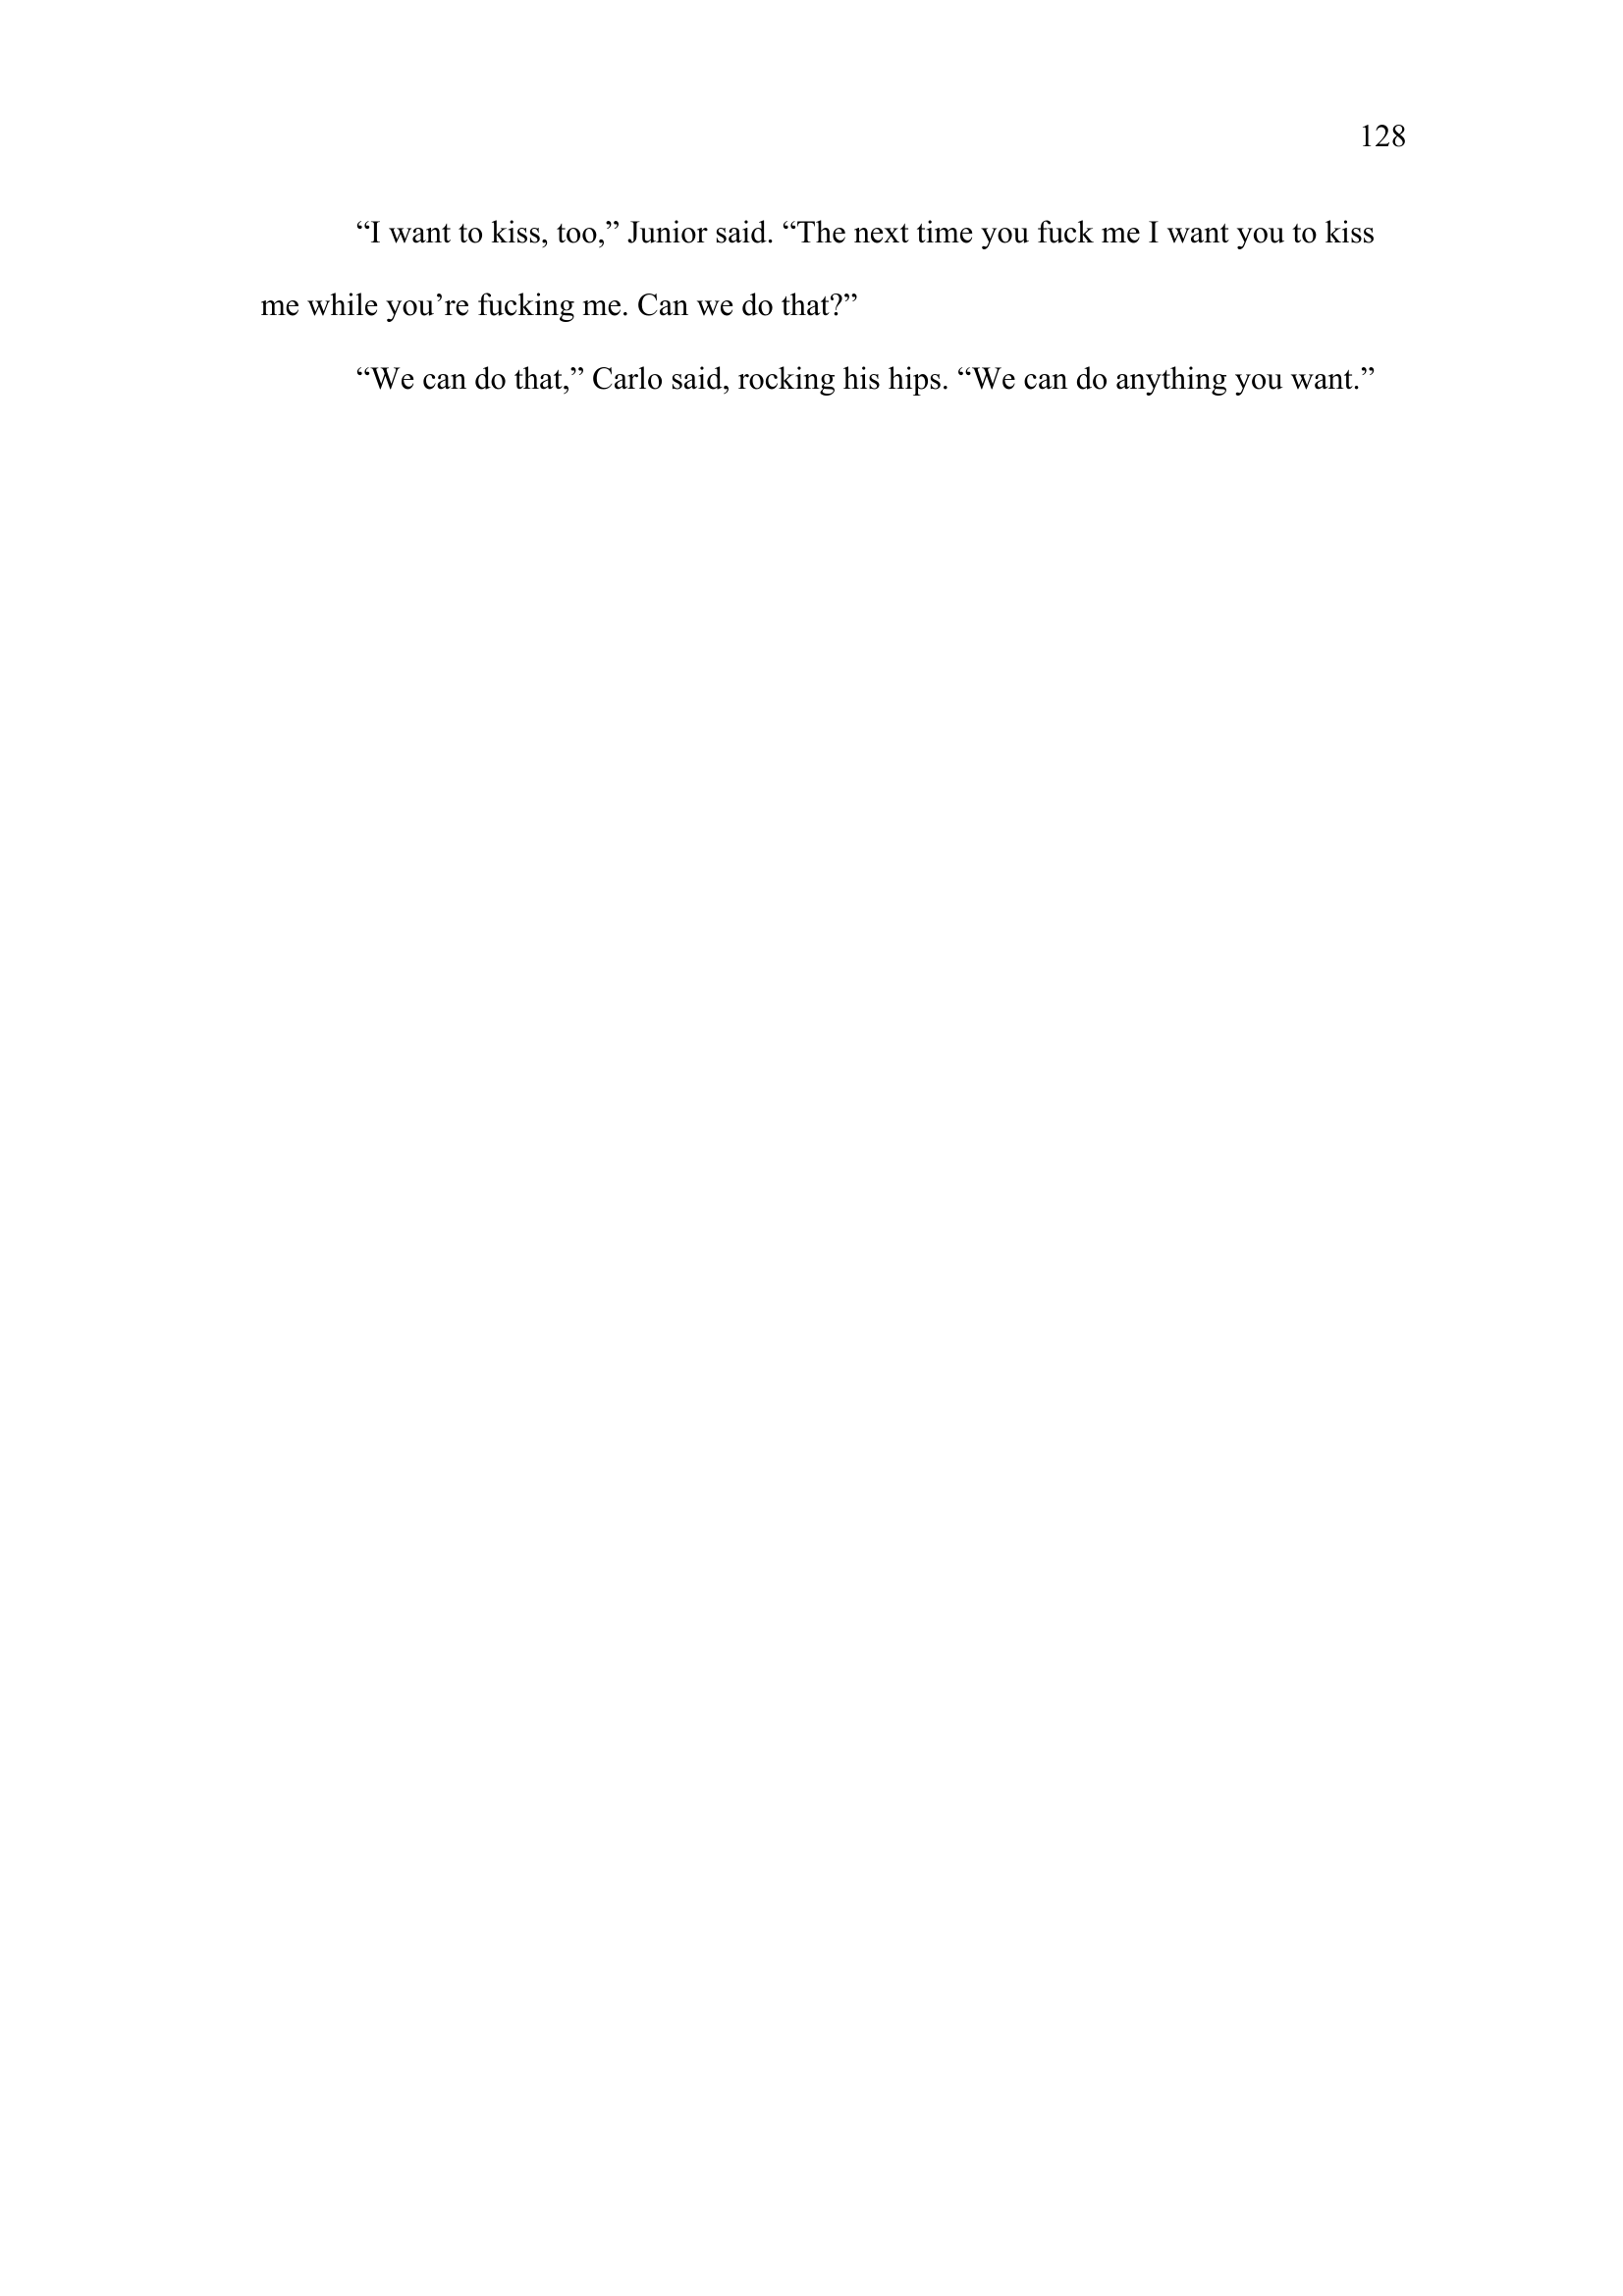 128
“I want to kiss, too,” Junior said. “The next time you fuck me I want you to kiss
me while you’re fucking me. Can we do that?”
“We can do that,” Carlo said, rocking his hips. “We can do anything you want.”